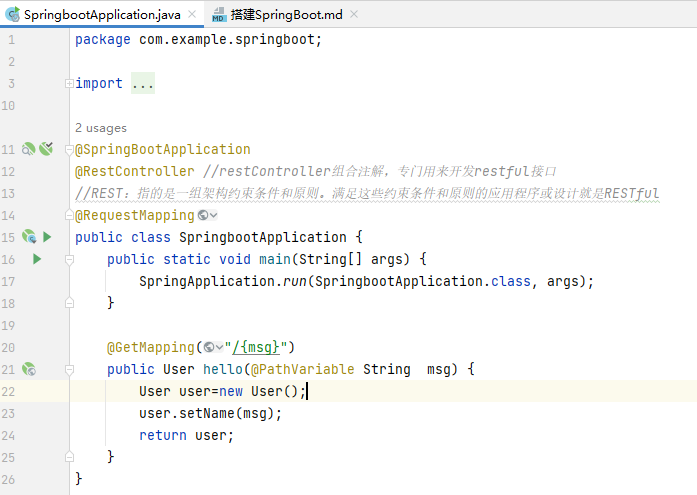 SpringbootApplication.java 搭建SpringBoot.md
1 package com.example.springboot;
2
3 import ...
10
2 usages
11 @SpringBootApplication
12 @RestController //restController组合注解，专门用来开发restful接口
13 //REST：指的是一组架构约束条件和原则。满足这些约束条件和原则的应用程序或设计就是RESTful
14 @RequestMapping
15 public class SpringbootApplication {
16 public static void main(String[] args) {
17 SpringApplication.run(SpringbootApplication.class, args);
18 }
19
20 @GetMapping("/{msg}")
21 public User hello(@PathVariable String  msg) {
22 User user=new User();
23 user.setName(msg);
24 return user;
25 }
26 }